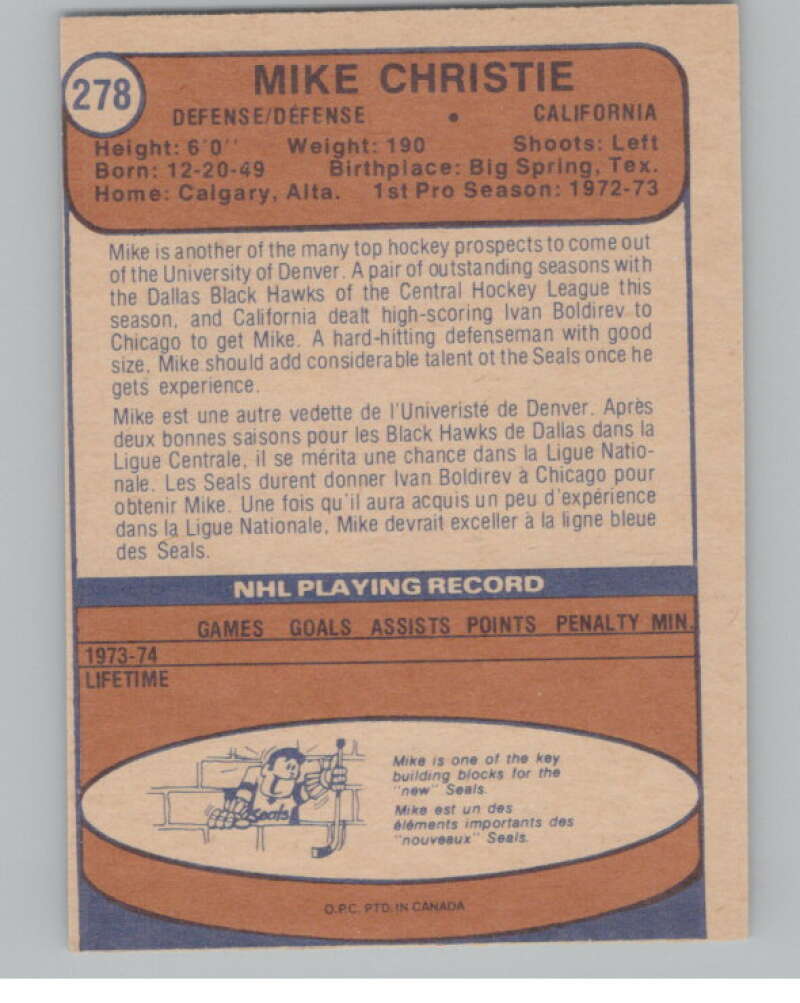 278
MIKE CHRISTIE
DEFENSE/DÉFENSE • CALIFORNIA
Height: 6'0'' Weight: 190 Shoots: Left
Born: 12-20-49 Birthplace: Big Spring, Tex.
Home: Calgary, Alta. 1st Pro Season: 1972-73
Mike is another of the many top hockey prospects to come out
of the University of Denver. A pair of outstanding seasons with
the Dallas Black Hawks of the Central Hockey League this
season, and California dealt high-scoring Ivan Boldirev to
Chicago to get Mike. A hard-hitting defenseman with good
size, Mike should add considerable talent ot the Seals once he
gets experience.
Mike est une autre vedette de l'Univeristé de Denver. Après
deux bonnes saisons pour les Black Hawks de Dallas dans la
Ligue Centrale, il se mérita une chance dans la Ligue Natio-
nale. Les Seals durent donner Ivan Boldirev à Chicago pour
obtenir Mike. Une fois qu'il aura acquis un peu d'expérience
dans la Ligue Nationale, Mike devrait exceller à la ligne bleue
des Seals.
NHL PLAYING RECORD
GAMES GOALS ASSISTS POINTS PENALTY MIN.
1973-74
LIFETIME
Mike is one of the key
building blocks for the
"new" Seals.
Mike est un des
éléments importants des
"nouveaux" Seals.
Seals
O.P.C. PTD. IN CANADA